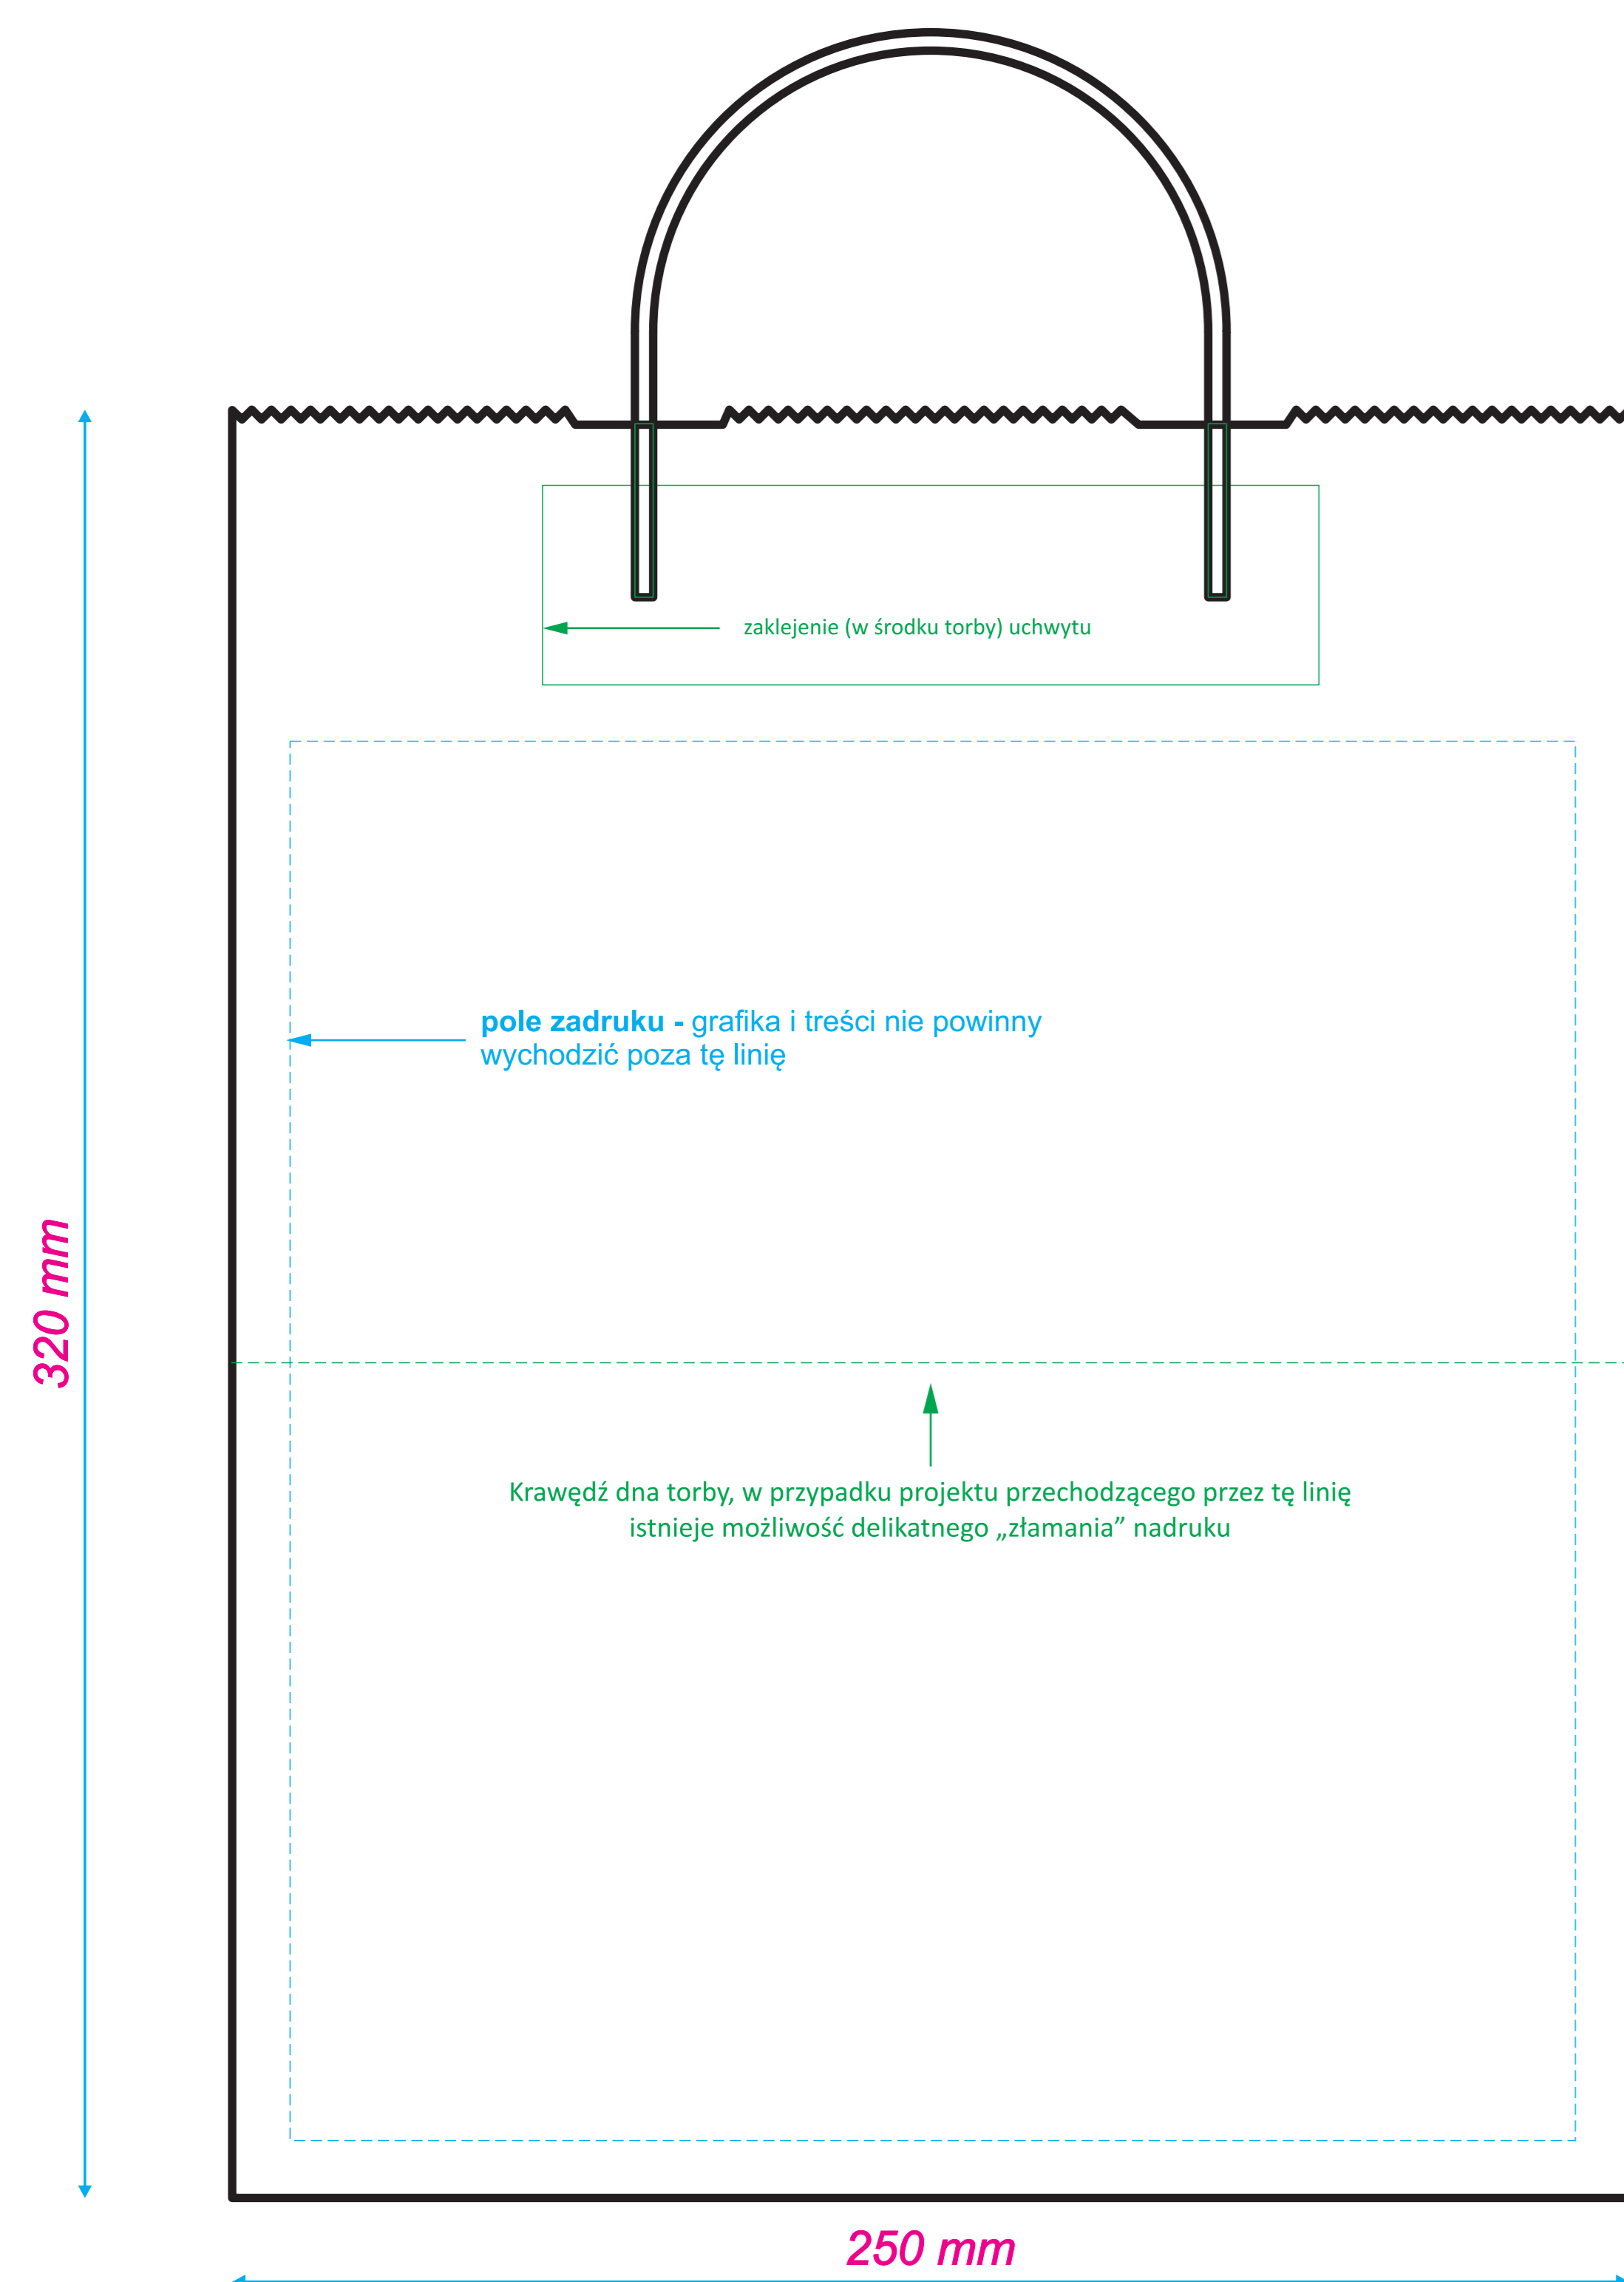 zaklejenie (w środku torby) uchwytu
pole zadruku - grafika i treści nie powinny
wychodzić poza tę linię
320 mm
Krawędź dna torby, w przypadku projektu przechodzącego przez tę linię
istnieje możliwość delikatnego „złamania” nadruku
250 mm